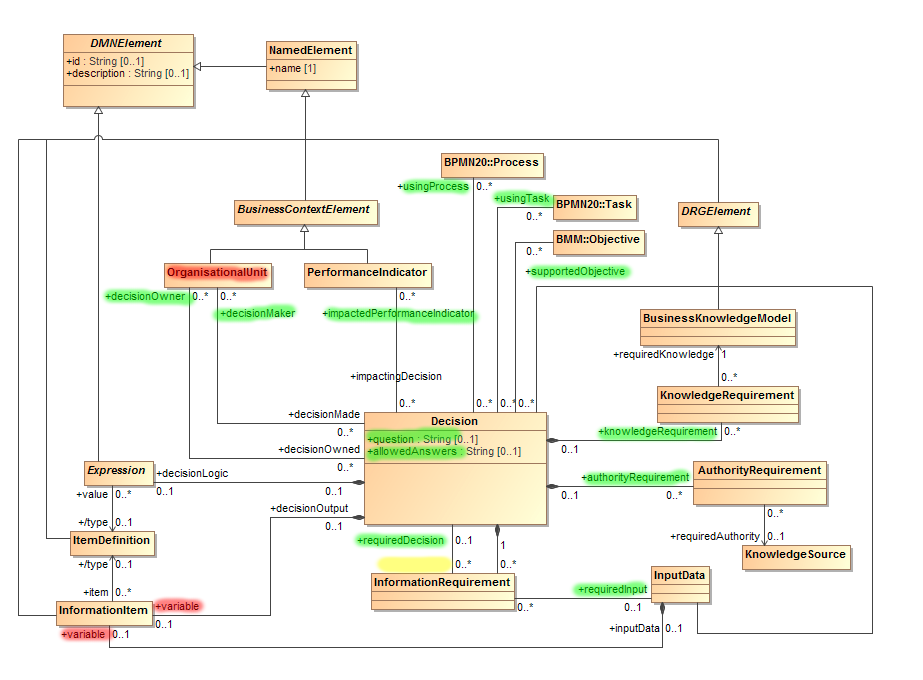 DMNElement
+id : String [0..1]
+description : String [0..1]
NamedElement
+name [1]
BPMN20::Process
+usingProcess 0..*
+usingTask
BPMN20::Task
0..*
BusinessContextElement
DRGElement
BMM::Objective
0..*
+supportedObjective
OrganisationalUnit
PerformanceIndicator
+decisionOwner 0..* 0..*
+decisionMaker
0..*
+impactedPerformanceIndicator
BusinessKnowledgeModel
+requiredKnowledge 1
+impactingDecision
0..*
0..* 0..* 0..*
0..*
KnowledgeRequirement
+decisionMade
0..*
Decision
+question : String [0..1]
+allowedAnswers : String [0..1]
+knowledgeRequirement 0..*
0..1
+decisionOwned
0..*
Expression
+decisionLogic
0..1
0..1
+value 0..*
AuthorityRequirement
+authorityRequirement
0..1
0..*
+decisionOutput
0..1
0..*
+/type 0..1
ItemDefinition
+requiredDecision 0..1
1
+requiredAuthority 0..1
KnowledgeSource
+/type 0..1
0..* 0..*
InformationRequirement
InputData
+item 0..*
+requiredInput
0..*
0..1
InformationItem
+variable
0..1
+variable 0..1
+inputData 0..1